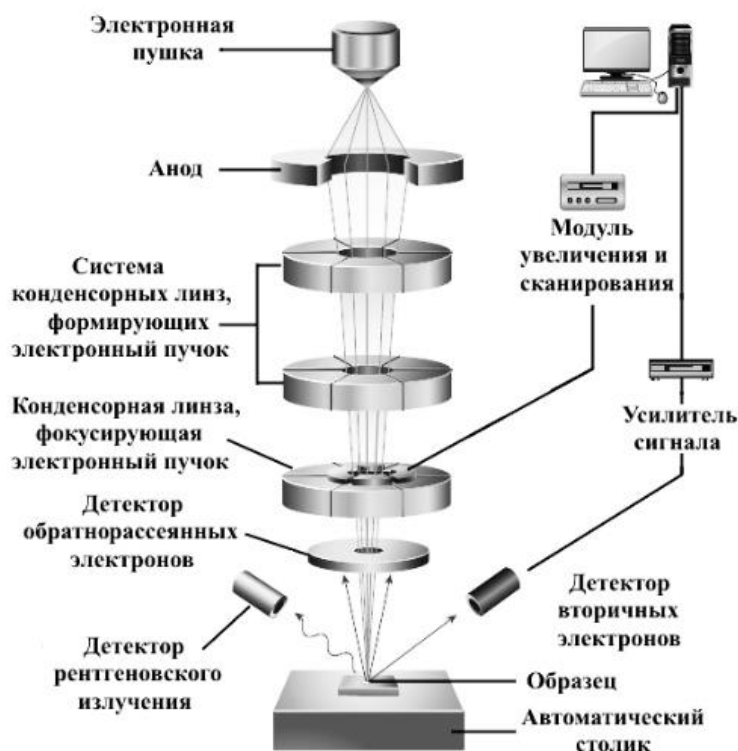 Электронная
пушка
Анод
Модуль
увеличения и
сканирования
Система
конденсорных линз,
формирующих
электронный пучок
Усилитель
сигнала
Конденсорная линза,
фокусирующая
электронный пучок
Детектор
обратнорассеянных
электронов
Детектор
вторичных
электронов
Детектор
рентгеновского
излучения
Образец
Автоматический
столик